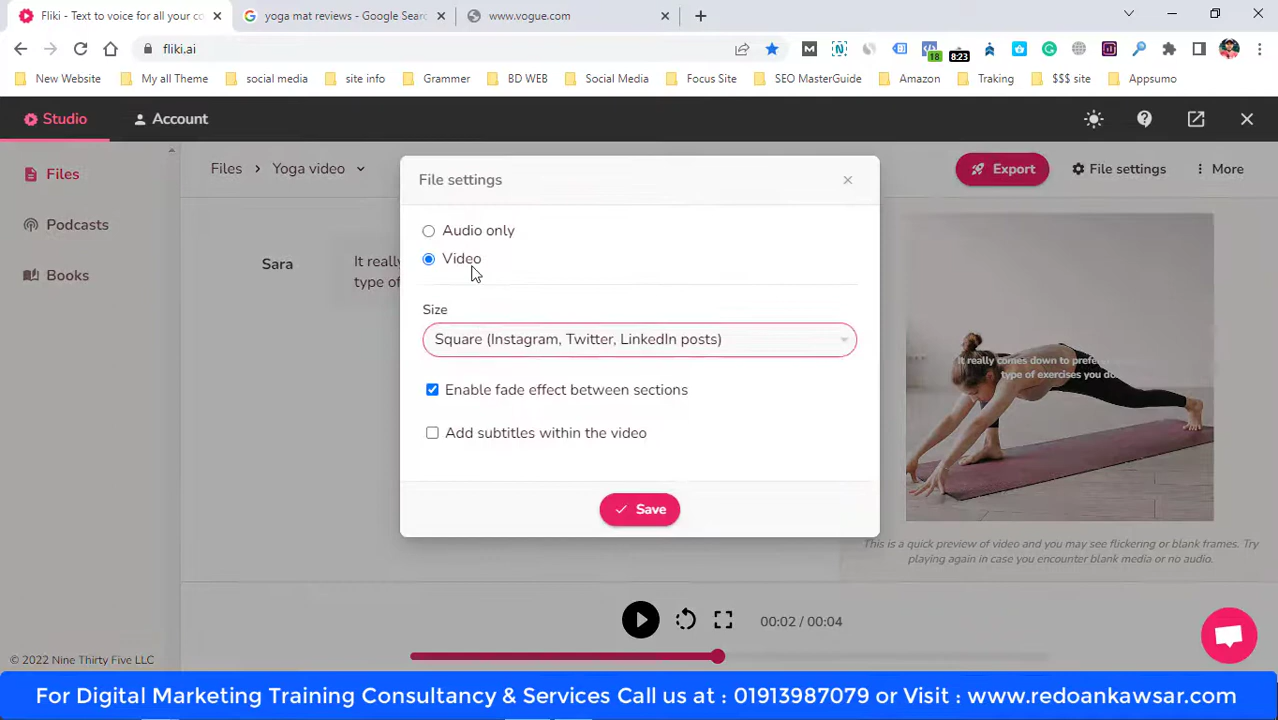 Fliki - Text to voice for all your co
yoga mat reviews - Google Sear
www.vogue.com
fliki.ai
18
8:23
New Website
My all Theme
social media
site info
Grammer
BD WEB
Social Media
Focus Site
SEO MasterGuide
Amazon
Traking
$$$ site
Appsumo
Studio
Account
Files
Podcasts
Books
Files > Yoga video
Export
File settings
More
Sara
It really
type of
File settings
Audio only
Video
Size
Square (Instagram, Twitter, LinkedIn posts)
Enable fade effect between sections
Add subtitles within the video
Save
It really comes down to prefe
type of exercises you do
This is a quick preview of video and you may see flickering or blank frames. Try
playing again in case you encounter blank media or no audio.
00:02 / 00:04
© 2022 Nine Thirty Five LLC
For Digital Marketing Training Consultancy & Services Call us at : 01913987079 or Visit : www.redoankawsar.com